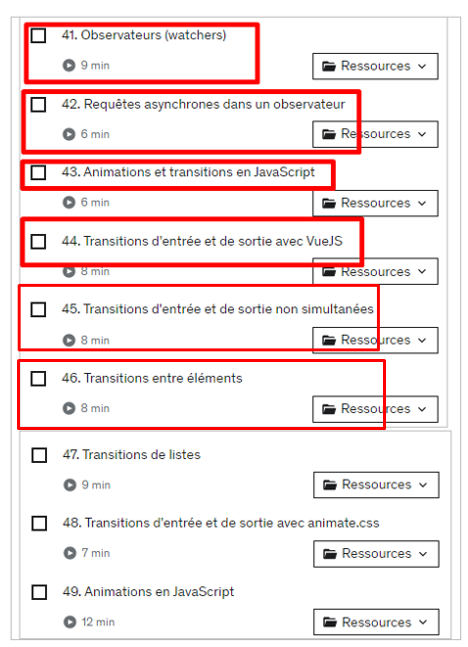 41. Observateurs (watchers)
9 min
Ressources
42. Requêtes asynchrones dans un observateur
6 min
Ressources
43. Animations et transitions en JavaScript
6 min
Ressources
44. Transitions d'entrée et de sortie avec VueJS
8 min
Ressources
45. Transitions d'entrée et de sortie non simultanées
8 min
Ressources
46. Transitions entre éléments
8 min
Ressources
47. Transitions de listes
9 min
Ressources
48. Transitions d'entrée et de sortie avec animate.css
7 min
Ressources
49. Animations en JavaScript
12 min
Ressources